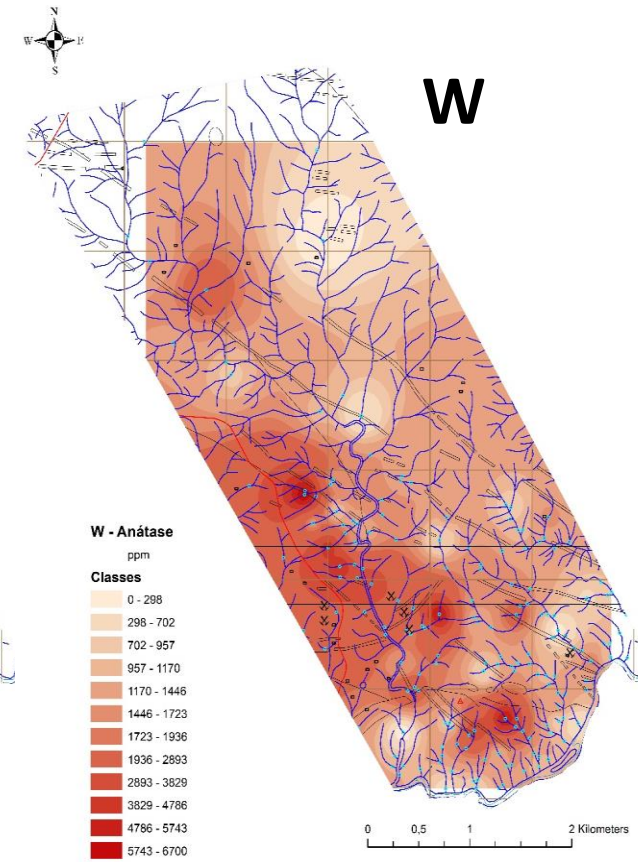 N
W E
S
W
W - Anátase
ppm
Classes
0 - 298
298 - 702
702 - 957
957 - 1170
1170 - 1446
1446 - 1723
1723 - 1936
1936 - 2893
2893 - 3829
3829 - 4786
4786 - 5743
5743 - 6700
0 0,5 1 2 Kilometers